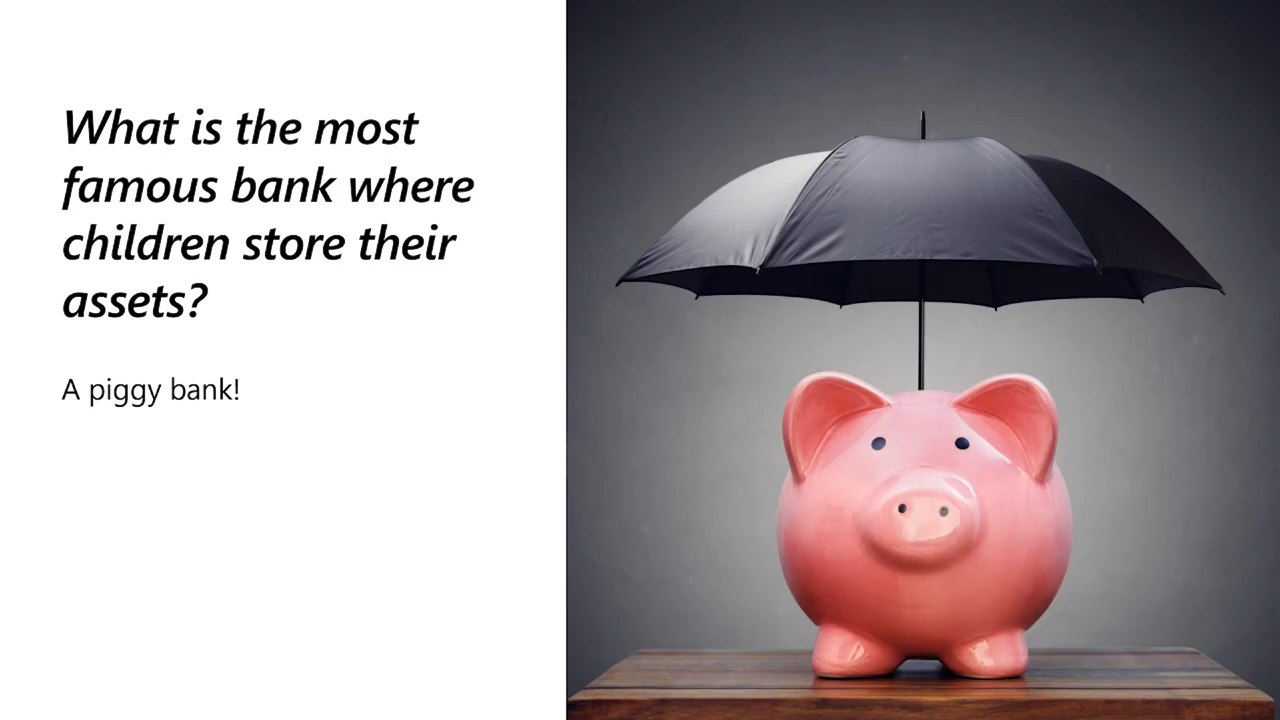 What is the most
famous bank where
children store their
assets?
A piggy bank!